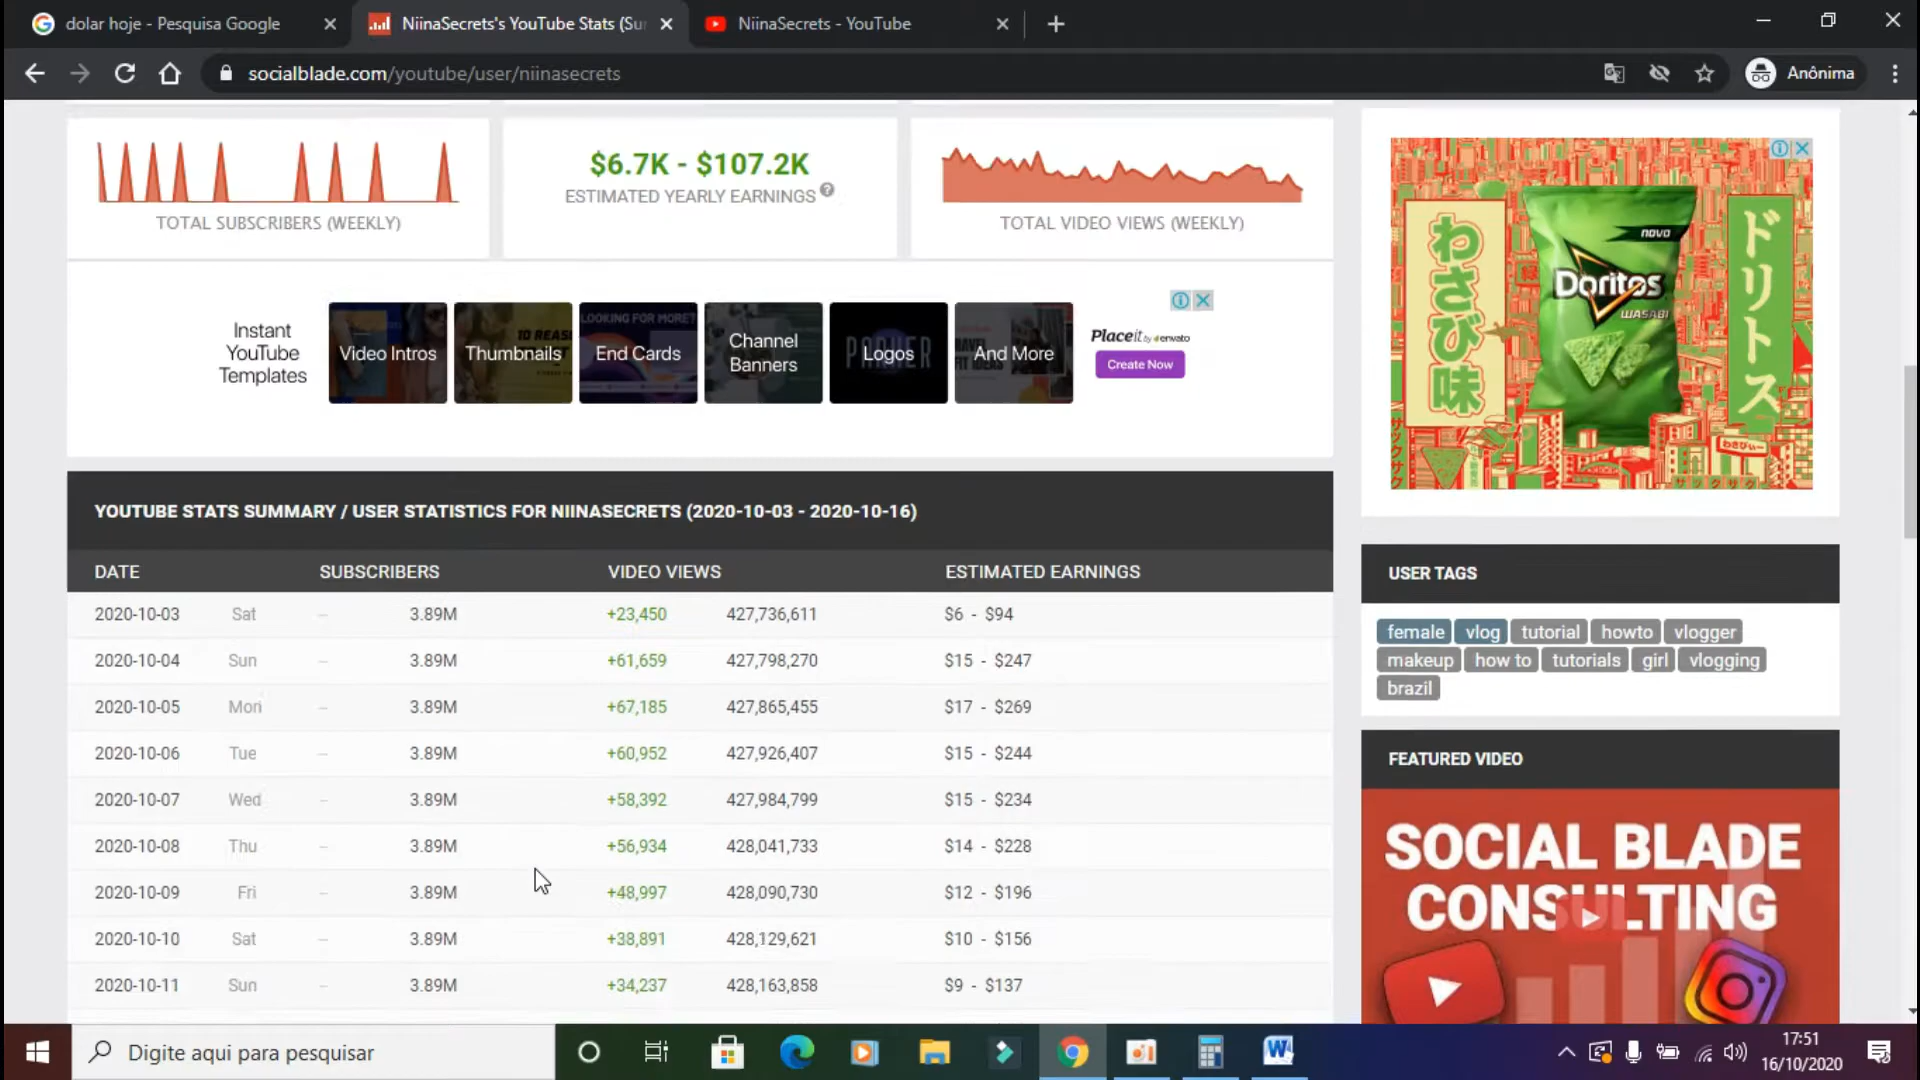 dolar hoje - Pesquisa Google
NiinaSecrets's YouTube Stats (Su
NiinaSecrets - YouTube
socialblade.com/youtube/user/niinasecrets
Anônima
TOTAL SUBSCRIBERS (WEEKLY)
$6.7K - $107.2K
ESTIMATED YEARLY EARNINGS
TOTAL VIDEO VIEWS (WEEKLY)
Instant
YouTube
Templates
Video Intros
10 REAS
Thumbnails
LOOKING FOR MORE?
End Cards
Channel
Banners
Logos
And More
Placeit by envato
Create Now
わさび味
ドリトス
NOVO
Doritos
WASABI
YOUTUBE STATS SUMMARY / USER STATISTICS FOR NIINASECRETS (2020-10-03 - 2020-10-16)
DATE SUBSCRIBERS VIDEO VIEWS ESTIMATED EARNINGS
2020-10-03 Sat -- 3.89M +23,450 427,736,611 $6 - $94
2020-10-04 Sun -- 3.89M +61,659 427,798,270 $15 - $247
2020-10-05 Mon -- 3.89M +67,185 427,865,455 $17 - $269
2020-10-06 Tue -- 3.89M +60,952 427,926,407 $15 - $244
2020-10-07 Wed -- 3.89M +58,392 427,984,799 $15 - $234
2020-10-08 Thu -- 3.89M +56,934 428,041,733 $14 - $228
2020-10-09 Fri -- 3.89M +48,997 428,090,730 $12 - $196
2020-10-10 Sat -- 3.89M +38,891 428,129,621 $10 - $156
2020-10-11 Sun -- 3.89M +34,237 428,163,858 $9 - $137
USER TAGS
female vlog tutorial howto vlogger
makeup how to tutorials girl vlogging
brazil
FEATURED VIDEO
SOCIAL BLADE
CONSULTING
Digite aqui para pesquisar
17:51
16/10/2020